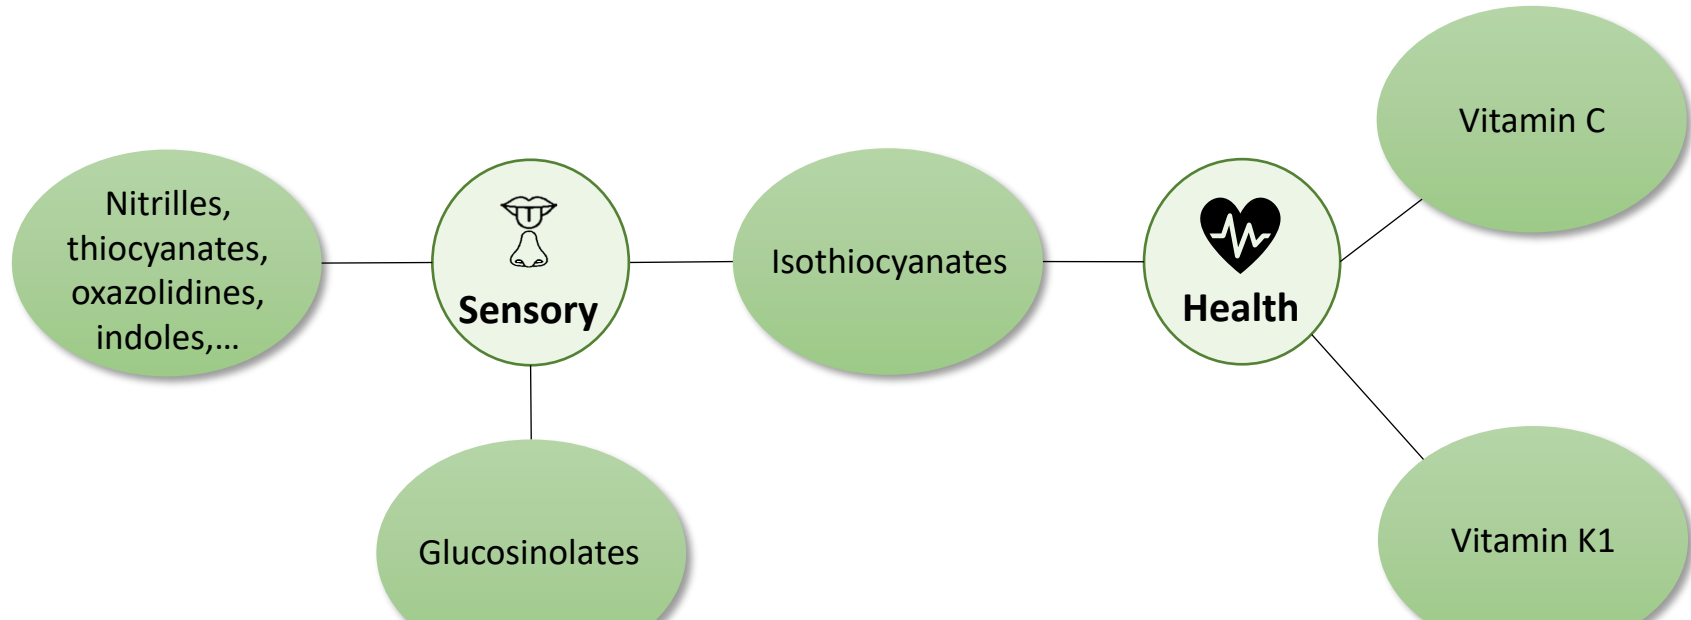 Nitrilles,
thiocyanates,
oxazolidines,
indoles,...
Sensory
Glucosinolates
Isothiocyanates
Health
Vitamin C
Vitamin K1